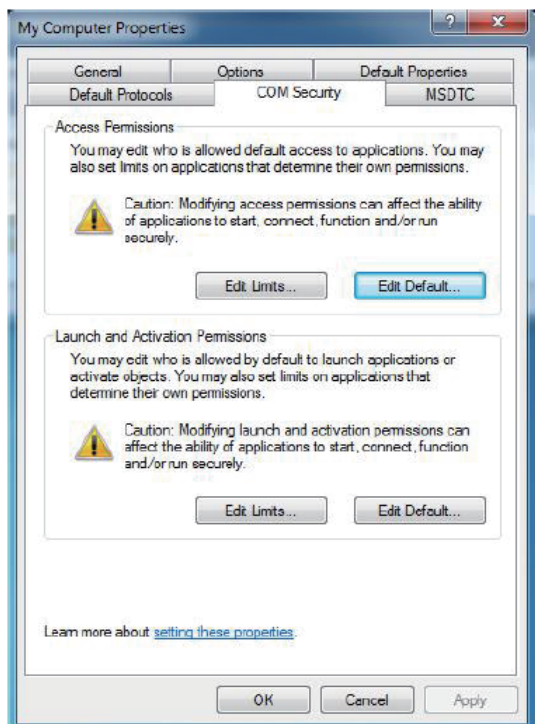 My Computer Properties
General Options Default Properties
Default Protocols COM Security MSDTC
Access Permissions
You may edit who is allowed default access to applications. You may
also set limits on applications that determine their own permissions.
Caution: Modifying access permissions can affect the ability
of applications to start, connect, function and/or run
securely.
Edit Limits... Edit Default...
Launch and Activation Permissions
You may edit who is allowed by default to launch applications or
activate objects. You may also set limits on applications that
determine their own permissions.
Caution: Modifying launch and activation permissions can
affect the ability of applications to start, connect, function
and/or run securely.
Edit Limits... Edit Default...
Learn more about setting these properties.
OK Cancel Apply